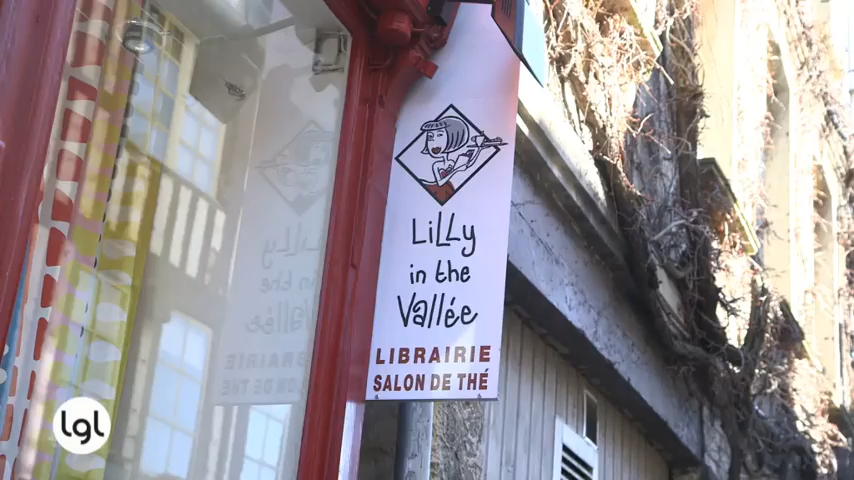 LiLLy
in the
Vallée
LIBRAIRIE
SALON DE THÉ
lgl